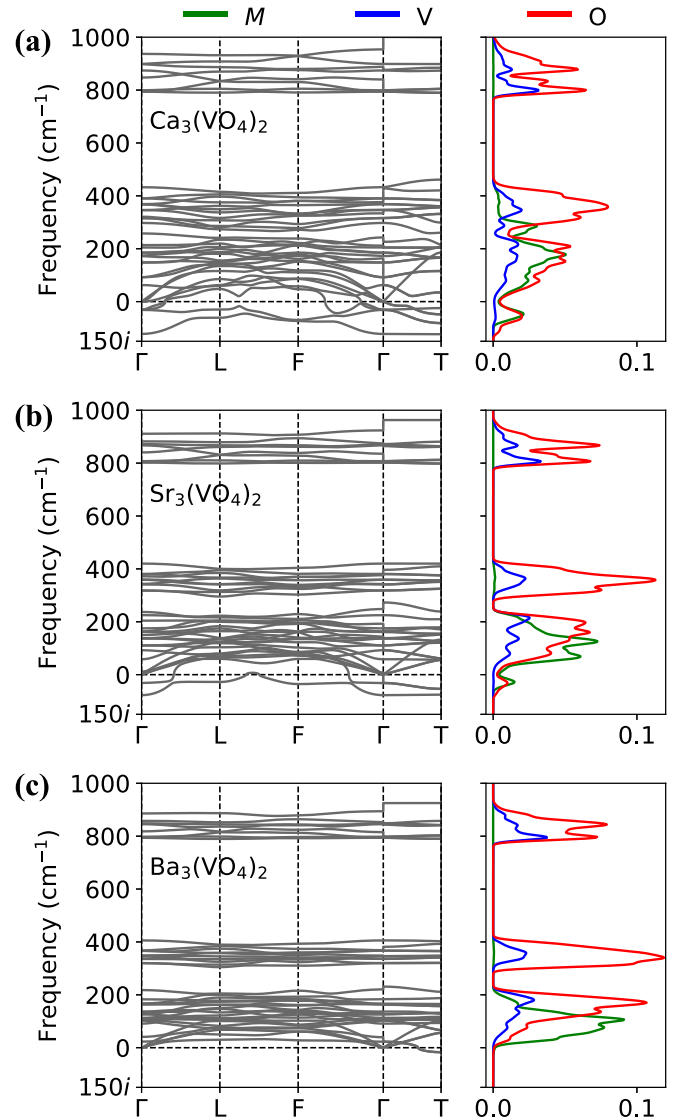 M V O
(a)
1000
800
600
400
200
0
150i
Frequency (cm⁻¹)
Ca₃(VO₄)₂
Γ L F Γ T
0.0 0.1
(b)
1000
800
600
400
200
0
150i
Frequency (cm⁻¹)
Sr₃(VO₄)₂
Γ L F Γ T
0.0 0.1
(c)
1000
800
600
400
200
0
150i
Frequency (cm⁻¹)
Ba₃(VO₄)₂
Γ L F Γ T
0.0 0.1